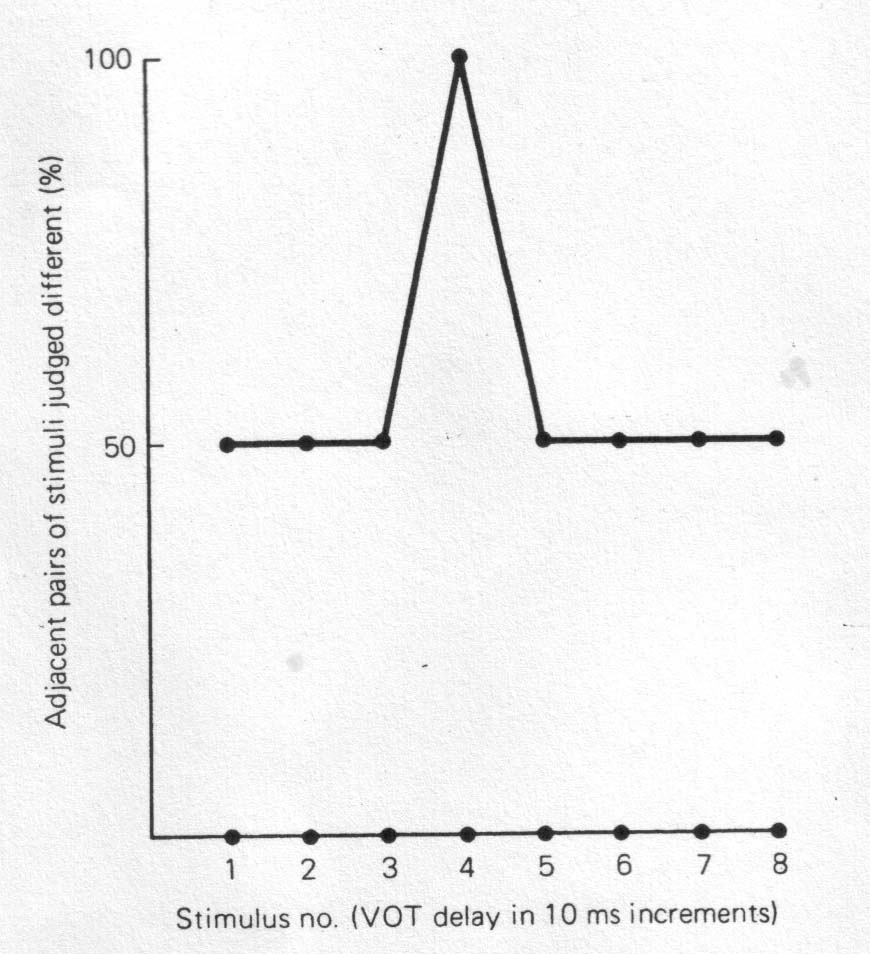 100
50
Adjacent pairs of stimuli judged different (%)
1 2 3 4 5 6 7 8
Stimulus no. (VOT delay in 10 ms increments)